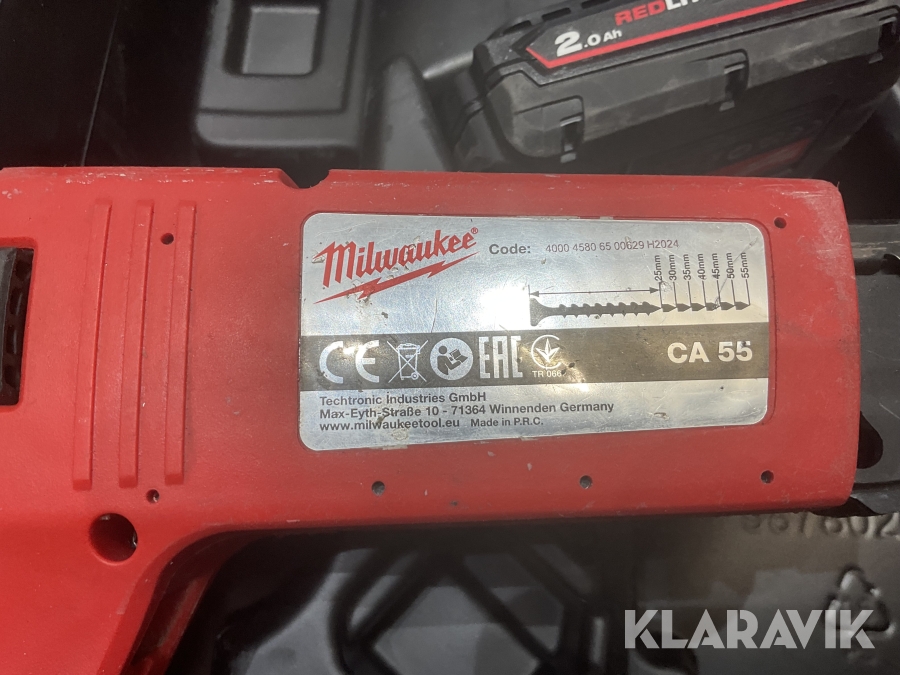 REDLI
2.0 Ah
Milwaukee®
Code: 4000 4580 65 00629 H2024
25mm
30mm
35mm
40mm
45mm
50mm
55mm
CE EAC
TR 066
CA 55
Techtronic Industries GmbH
Max-Eyth-Straße 10 - 71364 Winnenden Germany
www.milwaukeetool.eu Made in P.R.C.
KLARAVIK